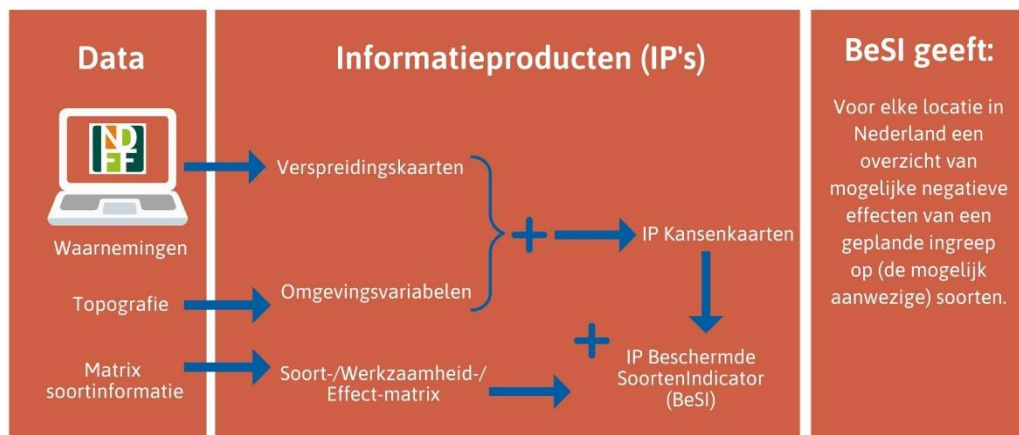 Data
NDFF
Waarnemingen
Topografie
Matrix
soortinformatie
Informatieproducten (IP's)
Verspreidingskaarten
Omgevingsvariabelen
Soort-/Werkzaamheid-/
Effect-matrix
IP Kansenkaarten
IP Beschermde
SoortenIndicator
(BeSI)
BeSI geeft:
Voor elke locatie in
Nederland een
overzicht van
mogelijke negatieve
effecten van een
geplande ingreep
op (de mogelijk
aanwezige) soorten.